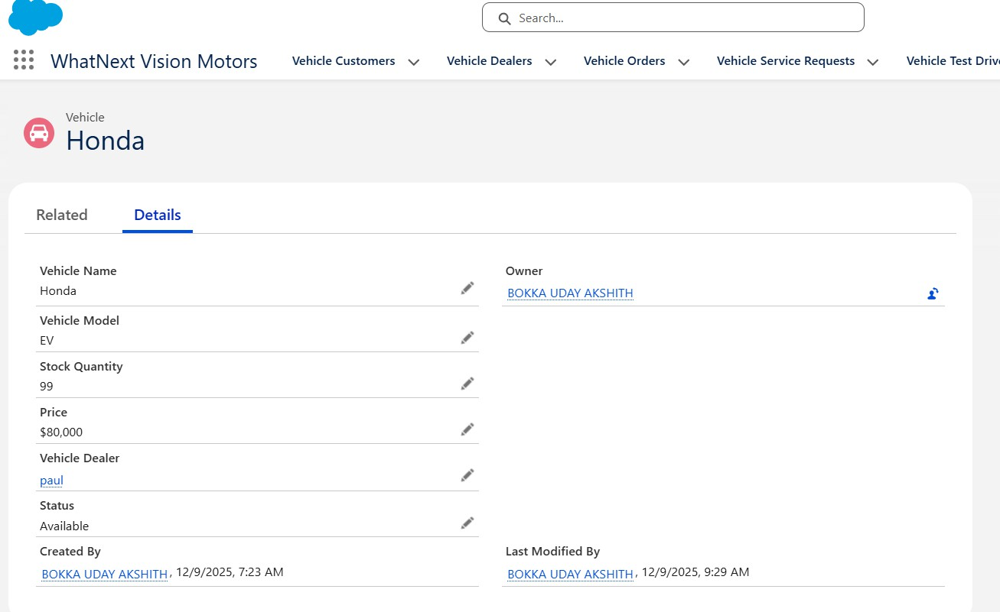 Search...
WhatNext Vision Motors Vehicle Customers Vehicle Dealers Vehicle Orders Vehicle Service Requests Vehicle Test Drive
Vehicle
Honda
Related Details
Vehicle Name Owner
Honda BOKKA UDAY AKSHITH
Vehicle Model
EV
Stock Quantity
99
Price
$80,000
Vehicle Dealer
paul
Status
Available
Created By Last Modified By
BOKKA UDAY AKSHITH, 12/9/2025, 7:23 AM BOKKA UDAY AKSHITH, 12/9/2025, 9:29 AM